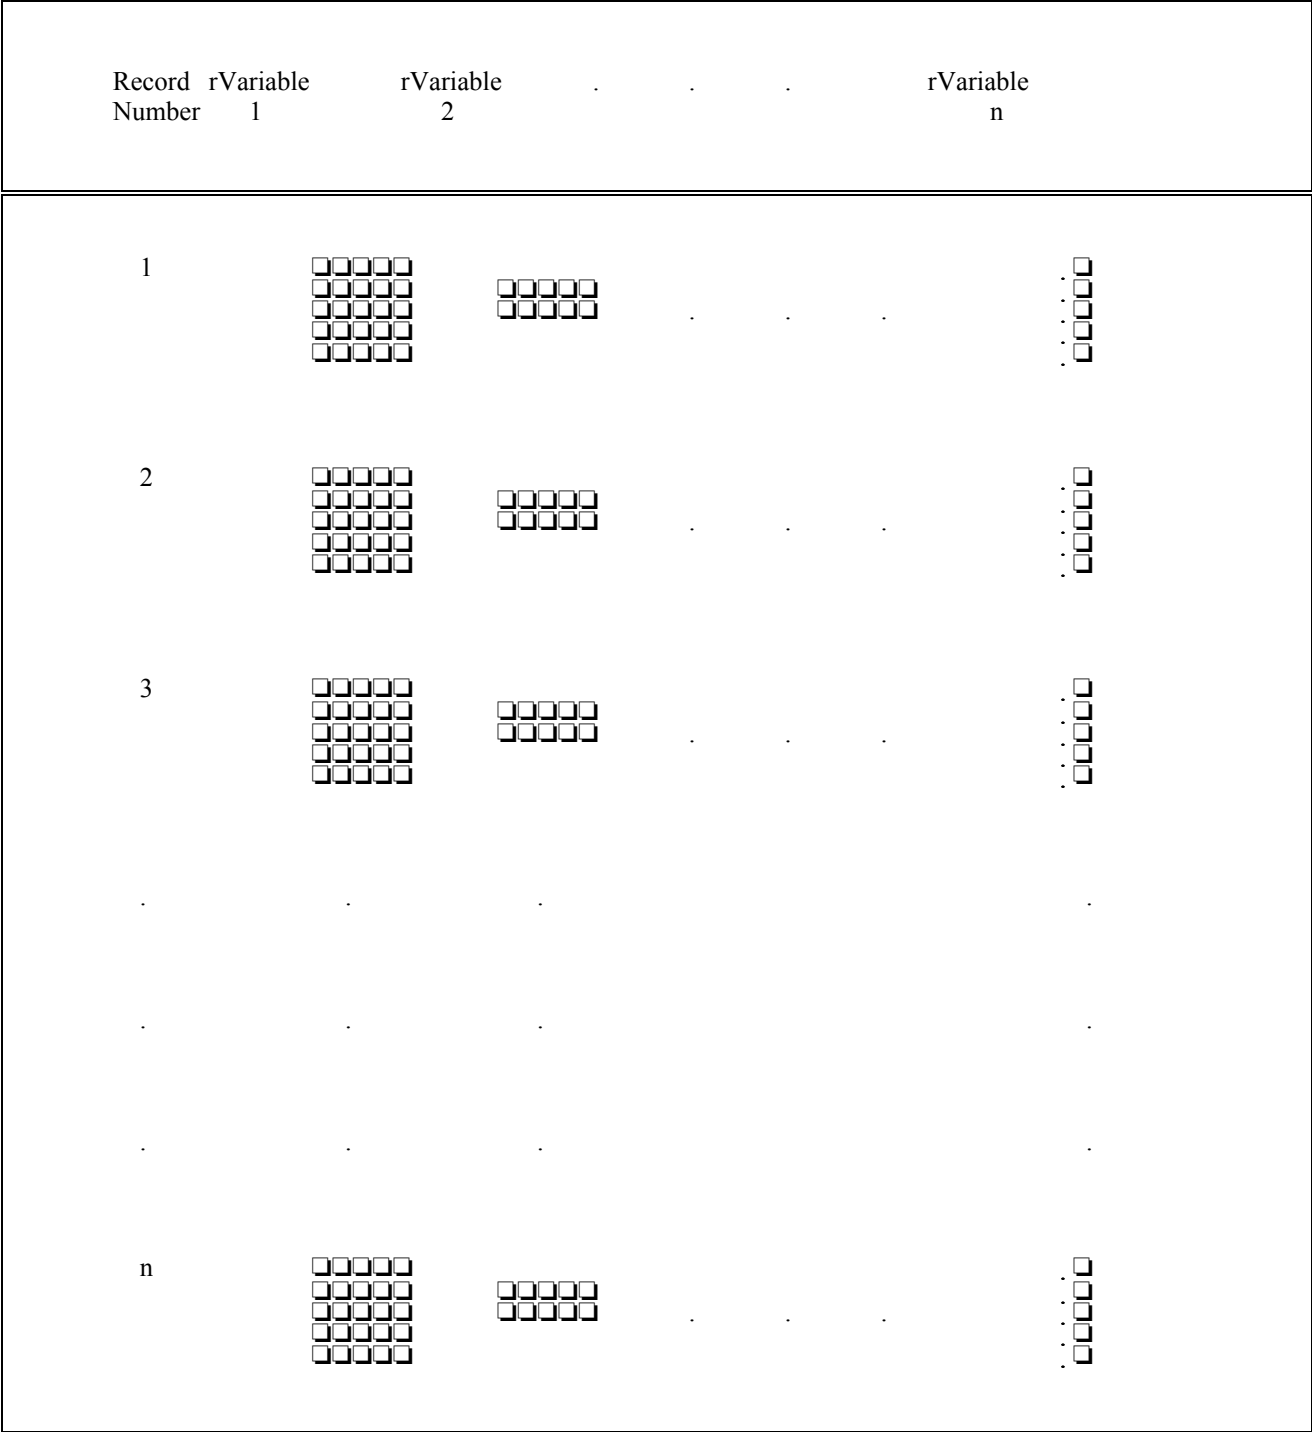 Record rVariable rVariable . . . rVariable
Number 1 2 n
1 ❏❏❏❏❏ . ❏
❏❏❏❏❏ ❏❏❏❏❏ . ❏
❏❏❏❏❏ ❏❏❏❏❏ . . . . ❏
❏❏❏❏❏ . ❏
❏❏❏❏❏ . ❏
2 ❏❏❏❏❏ . ❏
❏❏❏❏❏ ❏❏❏❏❏ . ❏
❏❏❏❏❏ ❏❏❏❏❏ . . . . ❏
❏❏❏❏❏ . ❏
❏❏❏❏❏ . ❏
3 ❏❏❏❏❏ . ❏
❏❏❏❏❏ ❏❏❏❏❏ . ❏
❏❏❏❏❏ ❏❏❏❏❏ . . . . ❏
❏❏❏❏❏ . ❏
❏❏❏❏❏ . ❏
. . . .
. . . .
. . . .
n ❏❏❏❏❏ . ❏
❏❏❏❏❏ ❏❏❏❏❏ . ❏
❏❏❏❏❏ ❏❏❏❏❏ . . . . ❏
❏❏❏❏❏ . ❏
❏❏❏❏❏ . ❏